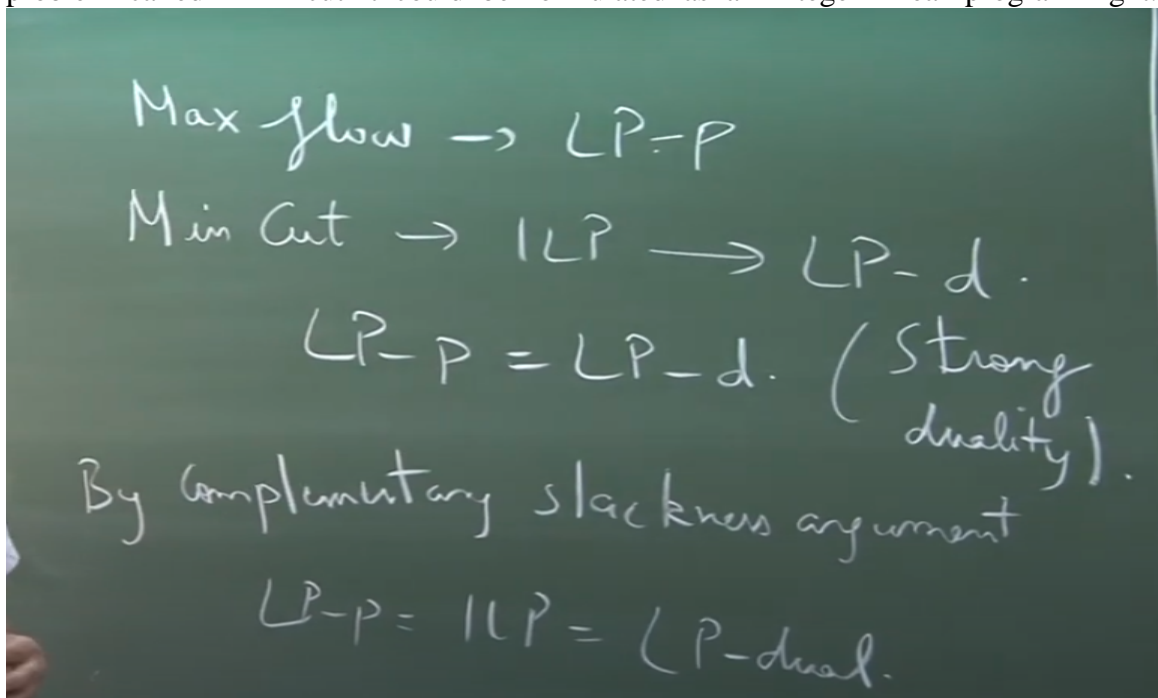 Max flow → LP-P
Min Cut → ILP → LP-d.
LP-P = LP-d. (Strong
duality).
By Complementary slackness argument
LP-P = ILP = LP-dual.